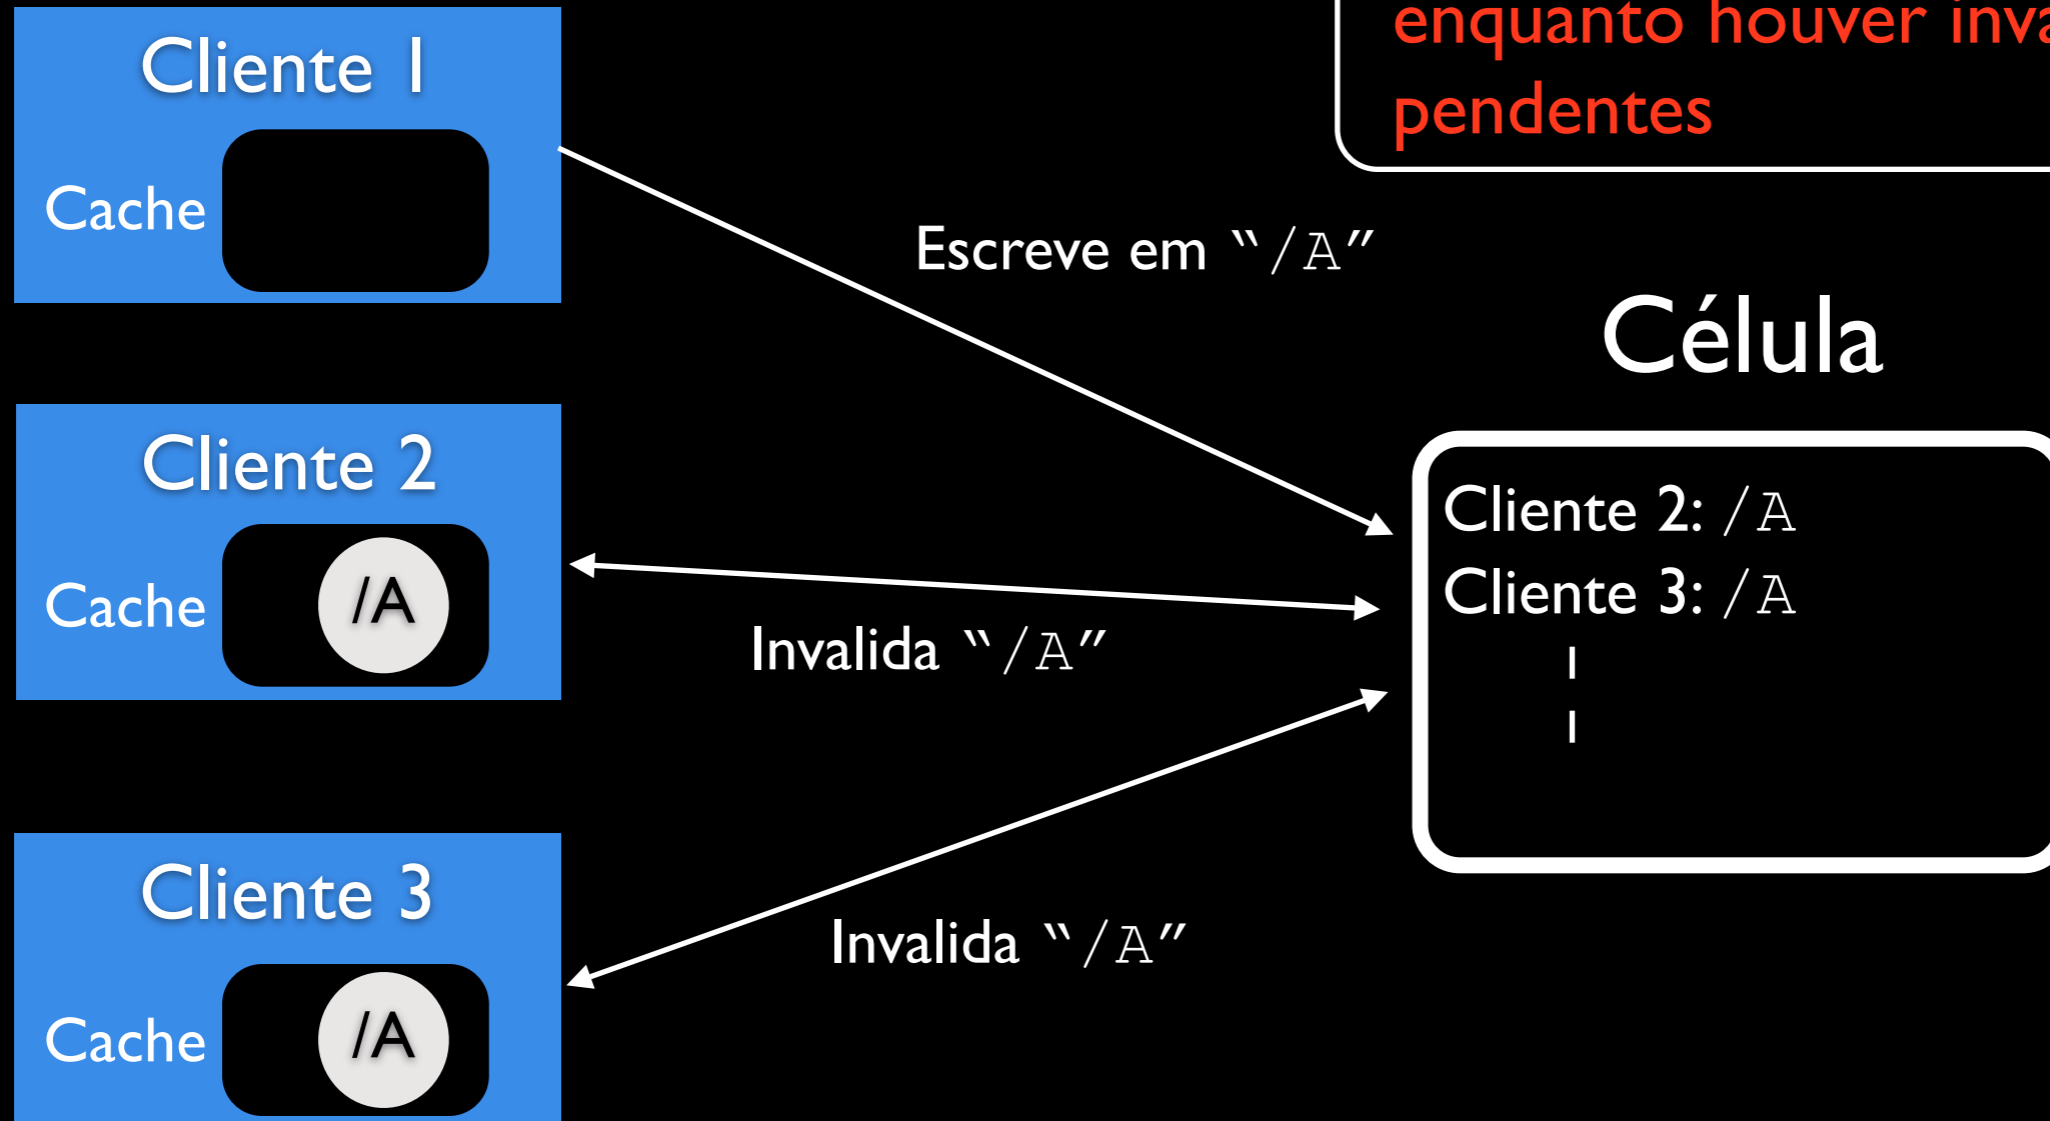 enquanto houver
pendentes
Cliente 1
Cache
Escreve em “/A”
Célula
Cliente 2
Cache
/A
Invalida “/A”
Cliente 2: /A
Cliente 3: /A
Cliente 3
Cache
/A
Invalida “/A”